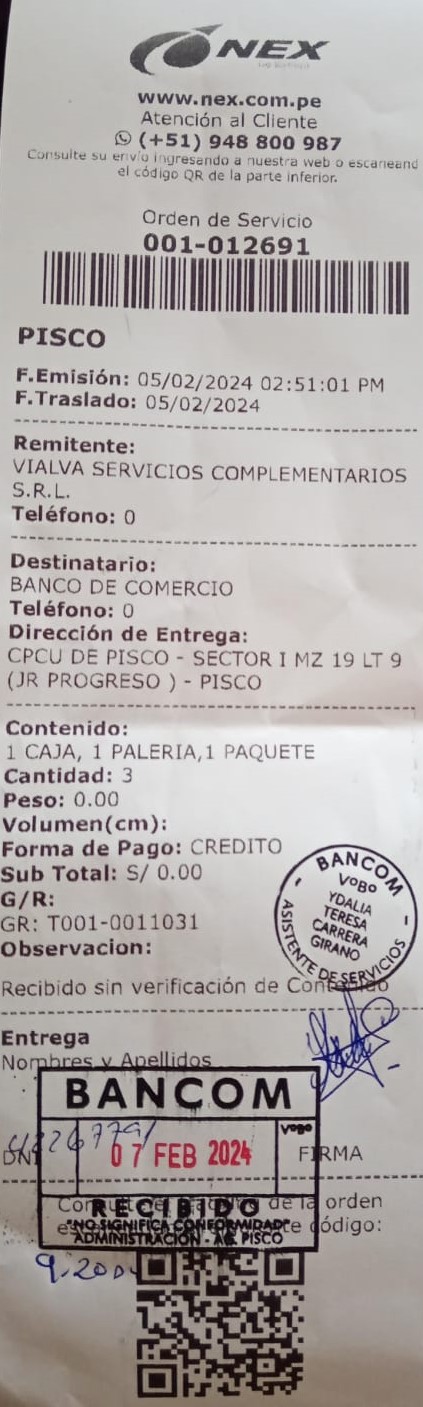 NEX
www.nex.com.pe
Atención al Cliente
(+51) 948 800 987
Consulte su envío ingresando a nuestra web o escaneand
el código QR de la parte inferior.
Orden de Servicio
001-012691
PISCO
F.Emisión: 05/02/2024 02:51:01 PM
F.Traslado: 05/02/2024
Remitente:
VIALVA SERVICIOS COMPLEMENTARIOS
S.R.L.
Teléfono: 0
Destinatario:
BANCO DE COMERCIO
Teléfono: 0
Dirección de Entrega:
CPCU DE PISCO - SECTOR I MZ 19 LT 9
(JR PROGRESO ) - PISCO
Contenido:
1 CAJA, 1 PALERIA,1 PAQUETE
Cantidad: 3
Peso: 0.00
Volumen(cm):
Forma de Pago: CREDITO
Sub Total: S/ 0.00
G/R:
GR: T001-0011031
Observacion:
BANCOM
VºBº
YDALIA
TERESA
CARRERA
GIRANO
ASISTENTE DE SERVICIOS
Recibido sin verificación de Contenido
Entrega
Nombres y Apellidos
BANCOM
DNI
07 FEB 2024
VºBº
FIRMA
RECIBIDO
"NO SIGNIFICA CONFORMIDAD"
ADMINISTRACIÓN - AG. PISCO
de la orden
código: